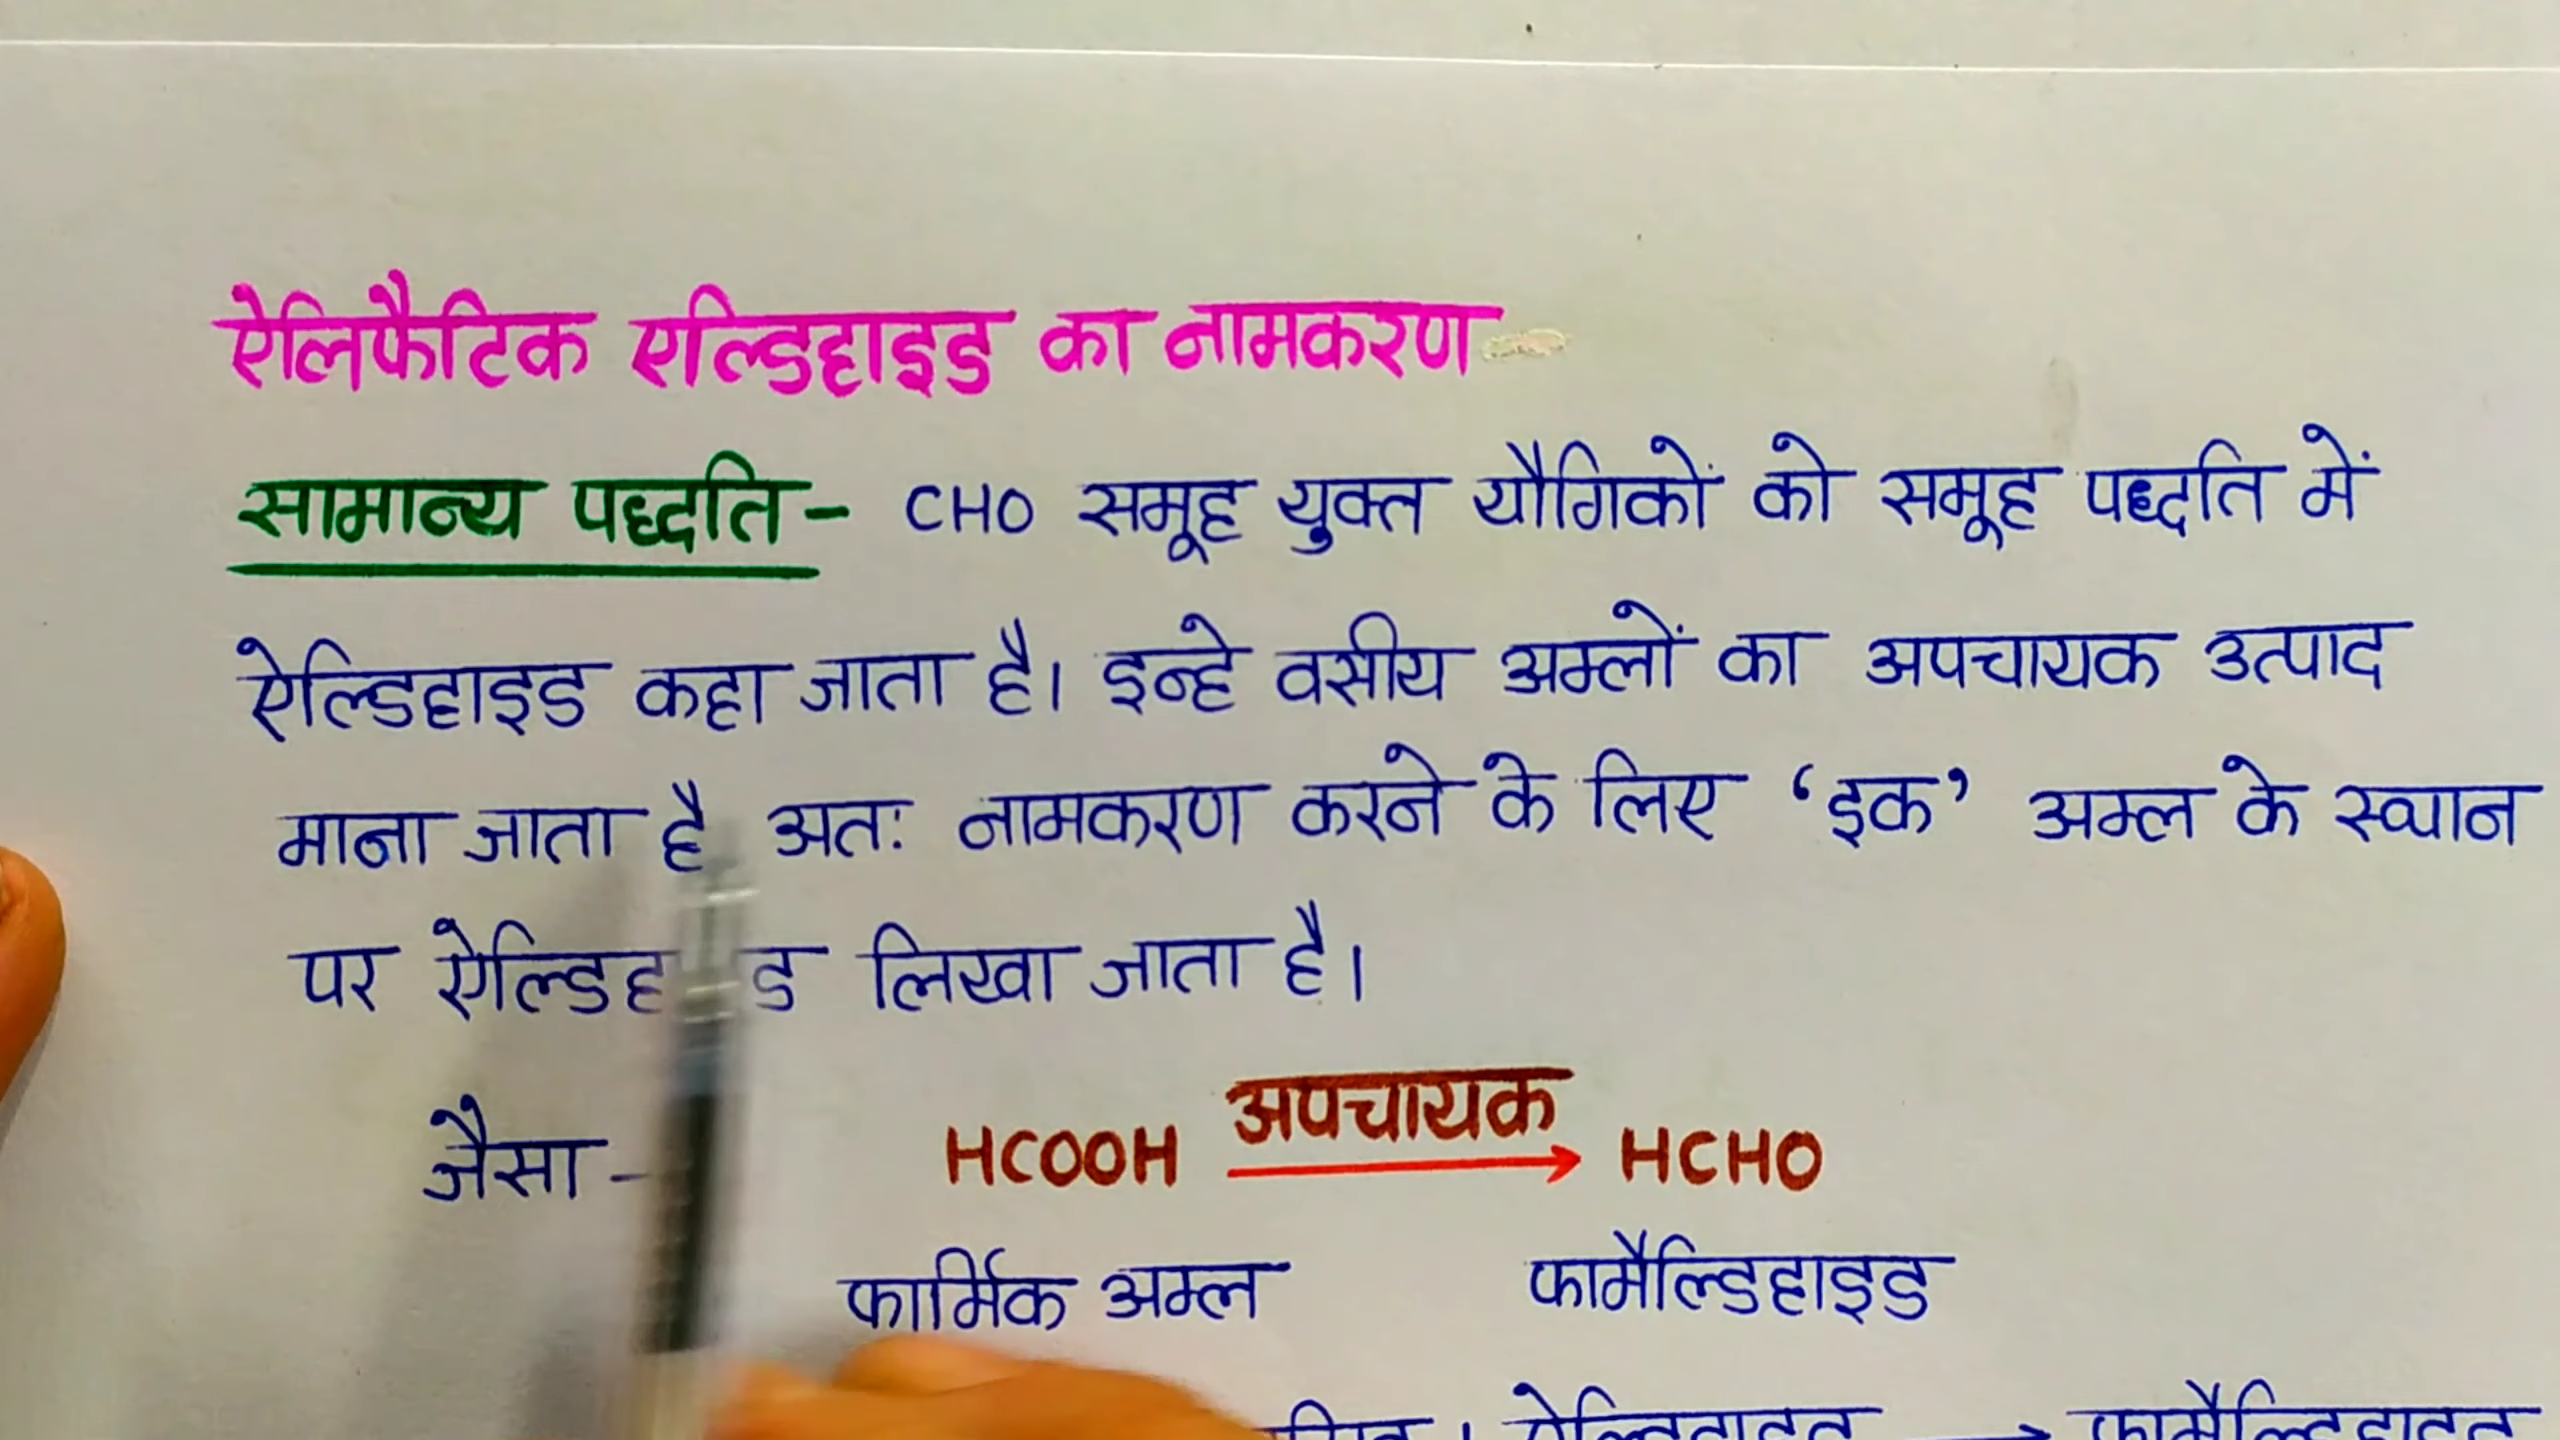 ऐलिफैटिक एल्डिहाइड का नामकरण
सामान्य पद्धति- CHO समूह युक्त यौगिकों को समूह पद्धति में
ऐल्डिहाइड कहा जाता है। इन्हे वसीय अम्लों का अपचायक उत्पाद
माना जाता है अतः नामकरण करने के लिए ‘इक’ अम्ल के स्थान
पर लिखा जाता है।
जैसा - HCOOH अपचायक → HCHO
फार्मिक अम्ल फार्मैल्डिहाइड